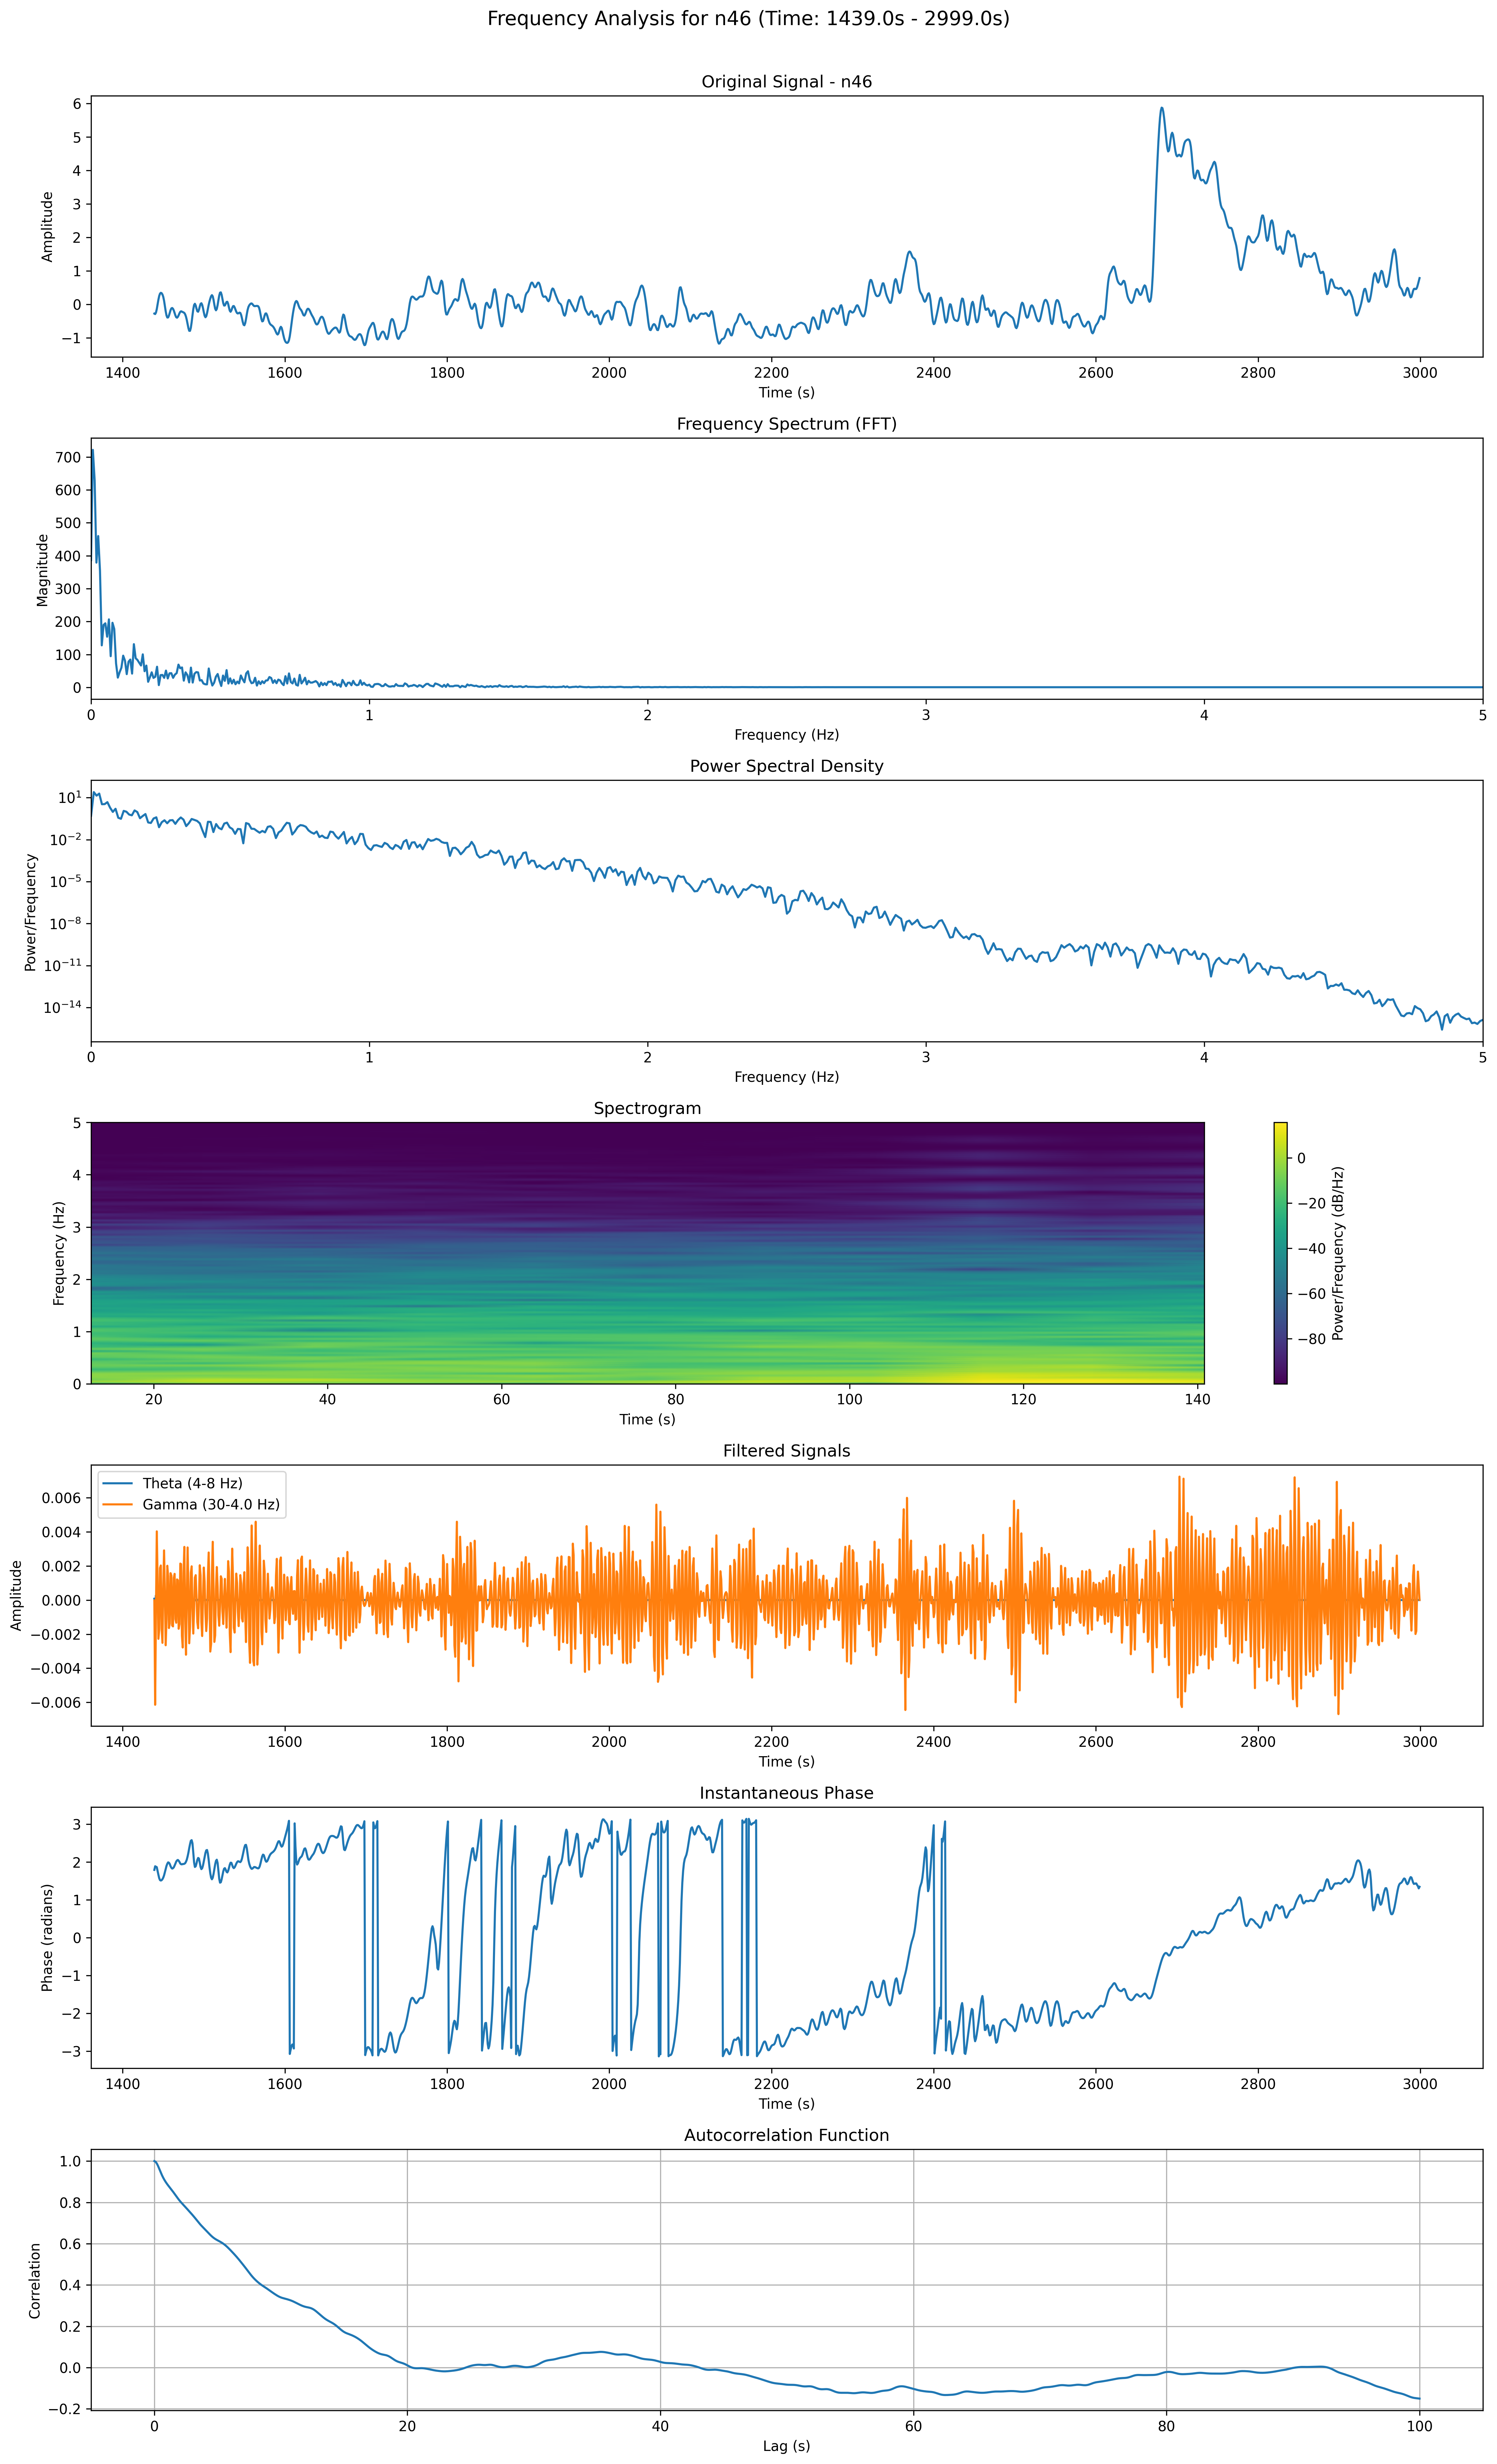 Frequency Analysis for n46 (Time: 1439.0s - 2999.0s)
Original Signal - n46
Amplitude
6
5
4
3
2
1
0
−1
1400 1600 1800 2000 2200 2400 2600 2800 3000
Time (s)
Frequency Spectrum (FFT)
Magnitude
700
600
500
400
300
200
100
0
0 1 2 3 4 5
Frequency (Hz)
Power Spectral Density
Power/Frequency
10^1
10^−2
10^−5
10^−8
10^−11
10^−14
0 1 2 3 4 5
Frequency (Hz)
Spectrogram
Frequency (Hz)
5
4
3
2
1
0
20 40 60 80 100 120 140
Time (s)
0
−20
−40
−60
−80
Power/Frequency (dB/Hz)
Filtered Signals
Theta (4-8 Hz)
Gamma (30-4.0 Hz)
Amplitude
0.006
0.004
0.002
0.000
−0.002
−0.004
−0.006
1400 1600 1800 2000 2200 2400 2600 2800 3000
Time (s)
Instantaneous Phase
Phase (radians)
3
2
1
0
−1
−2
−3
1400 1600 1800 2000 2200 2400 2600 2800 3000
Time (s)
Autocorrelation Function
Correlation
1.0
0.8
0.6
0.4
0.2
0.0
−0.2
0 20 40 60 80 100
Lag (s)